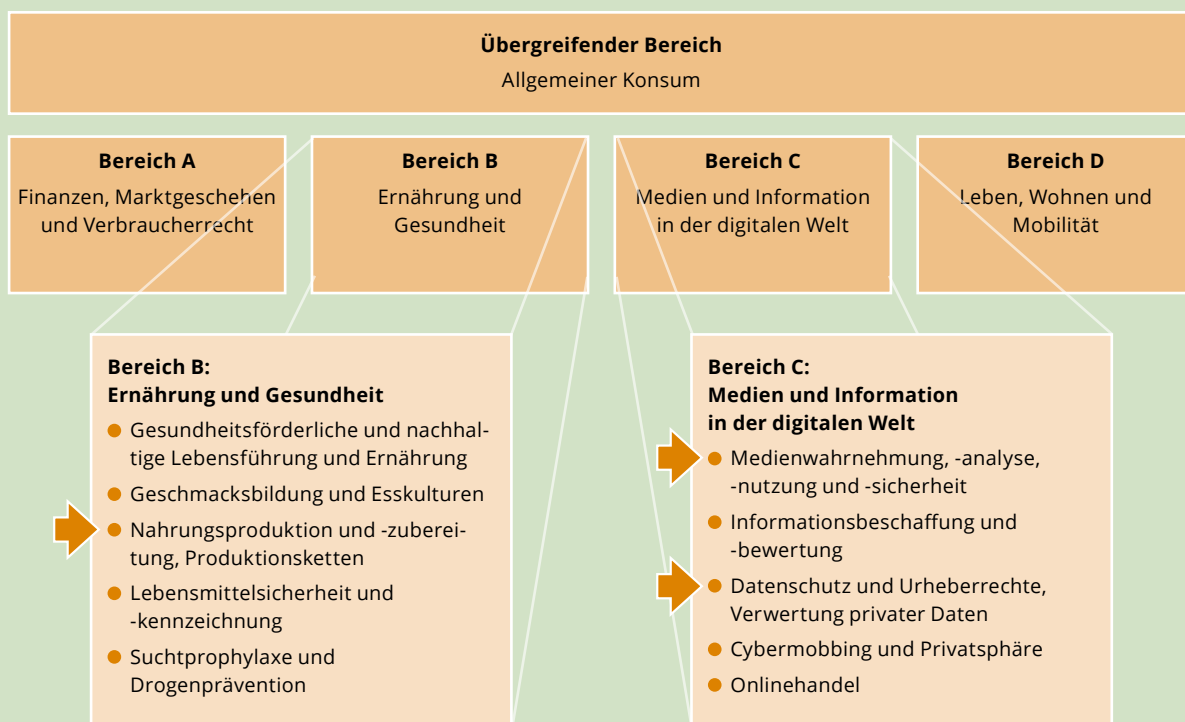 Übergreifender Bereich
Allgemeiner Konsum
Bereich A
Finanzen, Marktgeschehen
und Verbraucherrecht
Bereich B
Ernährung und
Gesundheit
Bereich C
Medien und Information
in der digitalen Welt
Bereich D
Leben, Wohnen und
Mobilität
Bereich B:
Ernährung und Gesundheit
Gesundheitsförderliche und nachhal-
tige Lebensführung und Ernährung
Geschmacksbildung und Esskulturen
Nahrungsproduktion und -zuberei-
tung, Produktionsketten
Lebensmittelsicherheit und
-kennzeichnung
Suchtprophylaxe und
Drogenprävention
Bereich C:
Medien und Information
in der digitalen Welt
Medienwahrnehmung, -analyse,
-nutzung und -sicherheit
Informationsbeschaffung und
-bewertung
Datenschutz und Urheberrechte,
Verwertung privater Daten
Cybermobbing und Privatsphäre
Onlinehandel